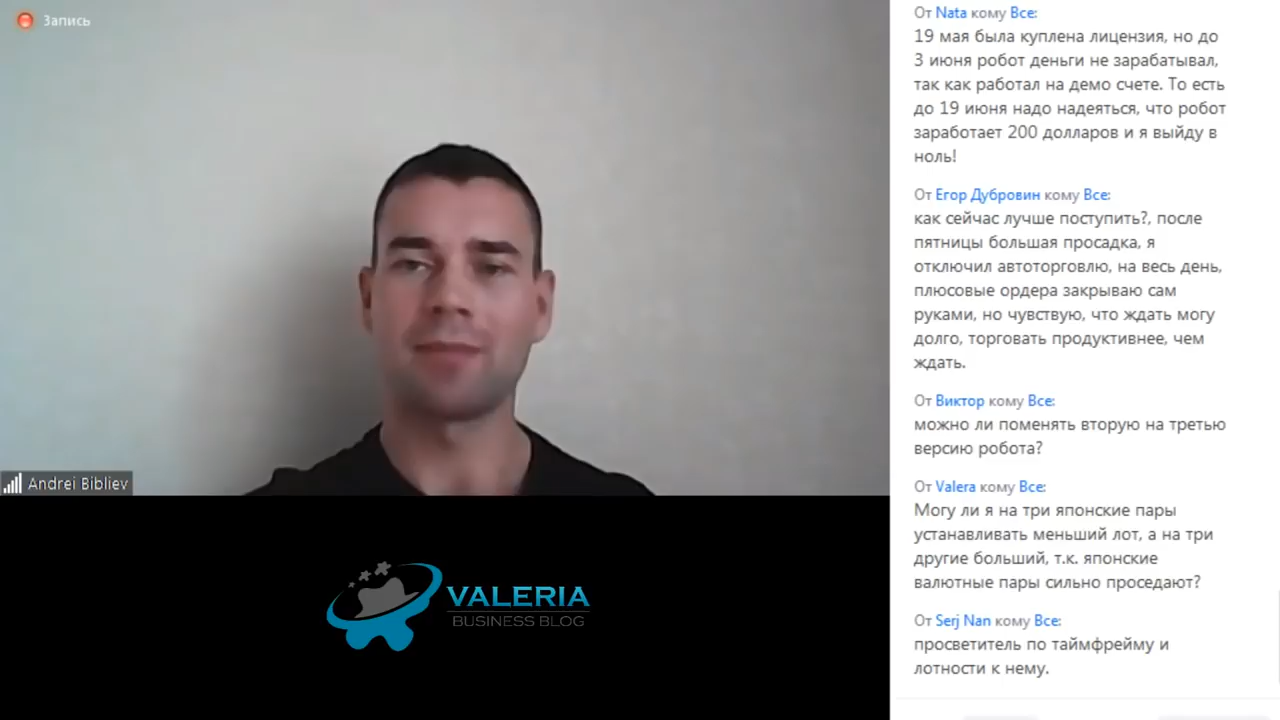 Запись
Andrei Bibliev
VALERIA
BUSINESS BLOG
От Nata кому Все:
19 мая была куплена лицензия, но до
3 июня робот деньги не зарабатывал,
так как работал на демо счете. То есть
до 19 июня надо надеяться, что робот
заработает 200 долларов и я выйду в
ноль!
От Егор Дубровин кому Все:
как сейчас лучше поступить?, после
пятницы большая просадка, я
отключил автоторговлю, на весь день,
плюсовые ордера закрываю сам
руками, но чувствую, что ждать могу
долго, торговать продуктивнее, чем
ждать.
От Виктор кому Все:
можно ли поменять вторую на третью
версию робота?
От Valera кому Все:
Могу ли я на три японские пары
устанавливать меньший лот, а на три
другие больший, т.к. японские
валютные пары сильно проседают?
От Serj Nan кому Все:
просветитель по таймфрейму и
лотности к нему.